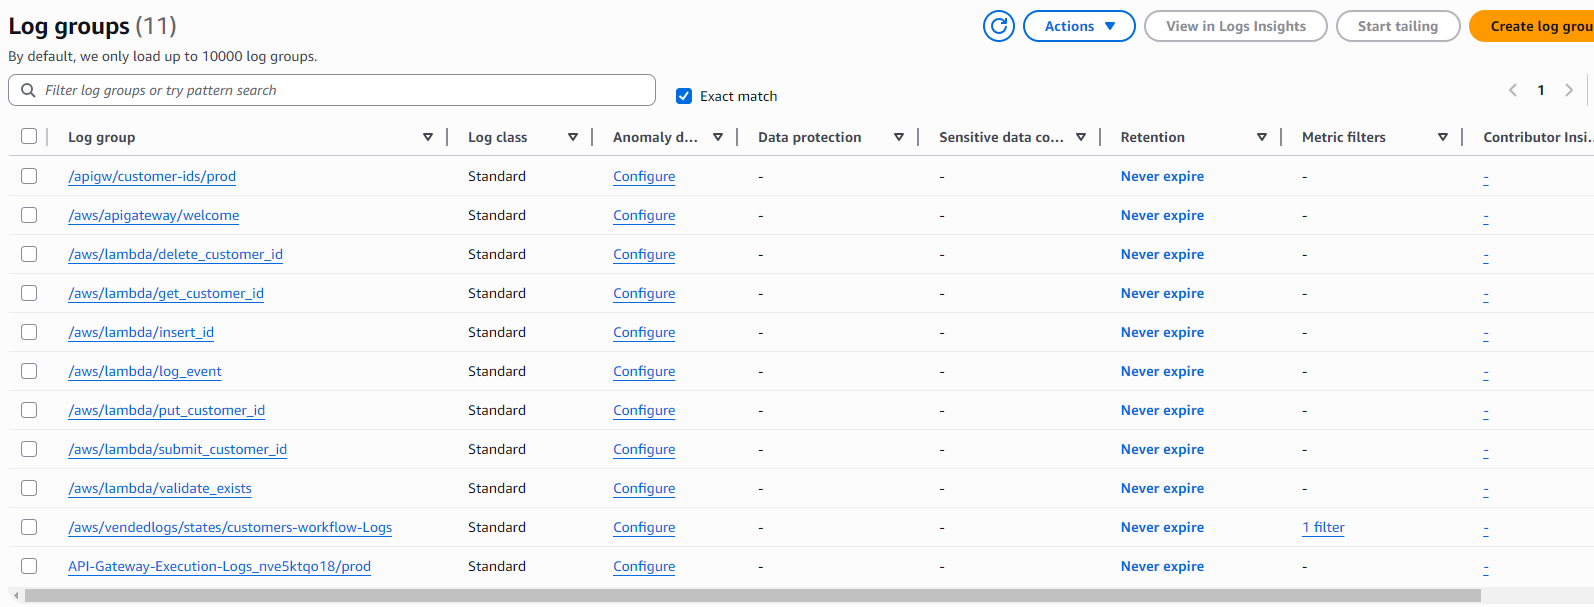 Log groups (11)
Actions ▼ View in Logs Insights Start tailing Create log grou
By default, we only load up to 10000 log groups.
Filter log groups or try pattern search Exact match 1
Log group Log class Anomaly d... Data protection Sensitive data co... Retention Metric filters Contributor Insi...
/apigw/customer-ids/prod Standard Configure - - Never expire - -
/aws/apigateway/welcome Standard Configure - - Never expire - -
/aws/lambda/delete_customer_id Standard Configure - - Never expire - -
/aws/lambda/get_customer_id Standard Configure - - Never expire - -
/aws/lambda/insert_id Standard Configure - - Never expire - -
/aws/lambda/log_event Standard Configure - - Never expire - -
/aws/lambda/put_customer_id Standard Configure - - Never expire - -
/aws/lambda/submit_customer_id Standard Configure - - Never expire - -
/aws/lambda/validate_exists Standard Configure - - Never expire - -
/aws/vendedlogs/states/customers-workflow-Logs Standard Configure - - Never expire 1 filter -
API-Gateway-Execution-Logs_nve5ktqo18/prod Standard Configure - - Never expire - -